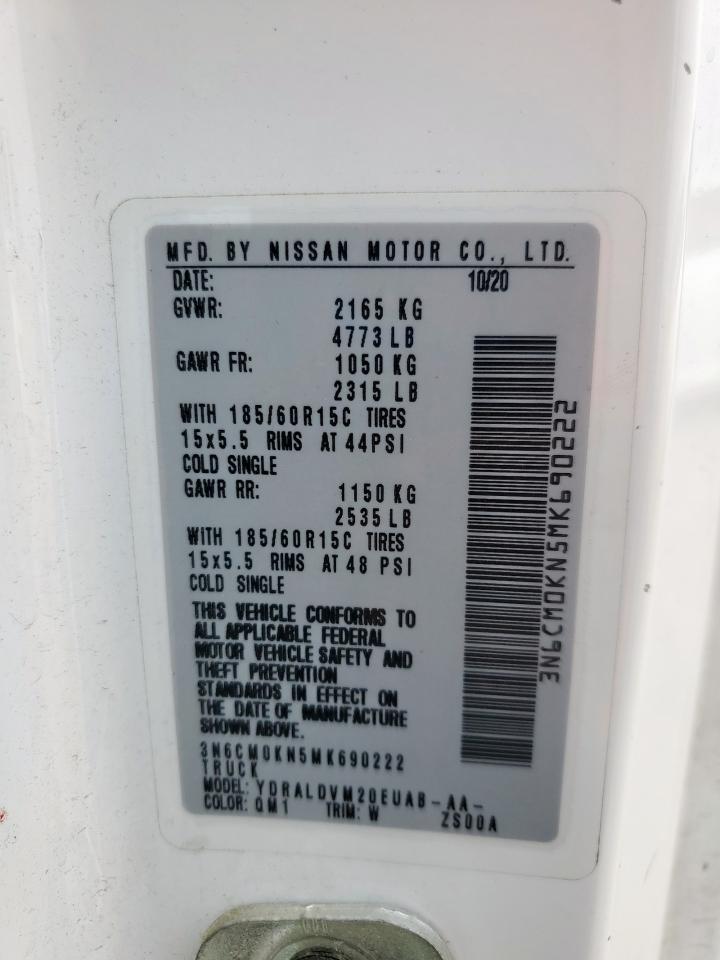 MFD. BY NISSAN MOTOR CO., LTD.
DATE: 10/20
GVWR: 2165 KG
4773 LB
GAWR FR: 1050 KG
2315 LB
WITH 185/60R15C TIRES
15x5.5 RIMS AT 44PSI
COLD SINGLE
GAWR RR: 1150 KG
2535 LB
WITH 185/60R15C TIRES
15x5.5 RIMS AT 48 PSI
COLD SINGLE
THIS VEHICLE CONFORMS TO
ALL APPLICABLE FEDERAL
MOTOR VEHICLE SAFETY AND
THEFT PREVENTION
STANDARDS IN EFFECT ON
THE DATE OF MANUFACTURE
SHOWN ABOVE.
3N6CM0KN5MK690222
TRUCK
MODEL: YDRALDVM20EUAB-AA-
COLOR: QM1 TRIM: W ZS00A
3N6CM0KN5MK690222